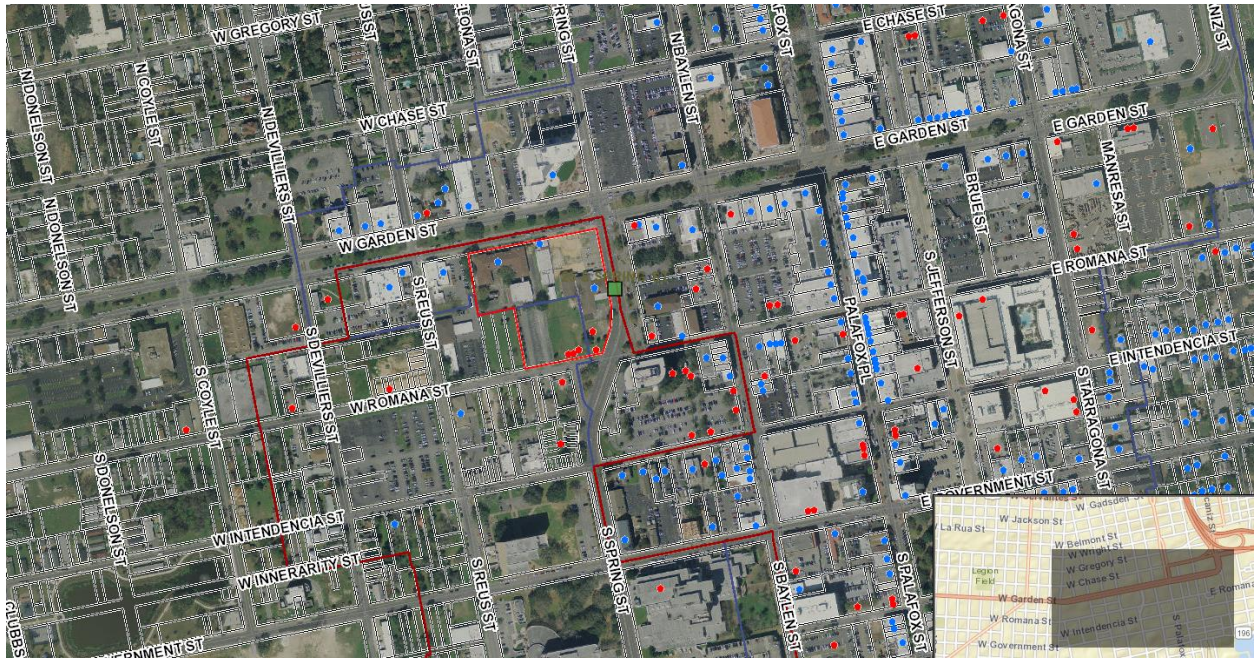 W GREGORY ST
E CHASE ST
W CHASE ST
N DONELSON ST
N COYLE ST
N DEVILLIERS ST
N BAYLEN ST
E GARDEN ST
E GARDEN ST
BRUE ST
MANRESA ST
N DONELSON ST
W GARDEN ST
E ROMANA ST
S REUS ST
S JEFFERSON ST
PALAFOX PL
S DEVILLIERS ST
E INTENDENCIA ST
S COYLE ST
W ROMANA ST
S TARRAGONA ST
S DONELSON ST
W INTENDENCIA ST
W INNERARITY ST
S REUS ST
S SPRING ST
S BAYLEN ST
S PALAFOX ST
W Gadsden St
W Jackson St
La Rua St
W Belmont St
W Wright St
W Gregory St
W Chase St
Legion
Field
W Garden St
E Romana
W Romana St
W Intendencia St
W Government St
S Palafox
196